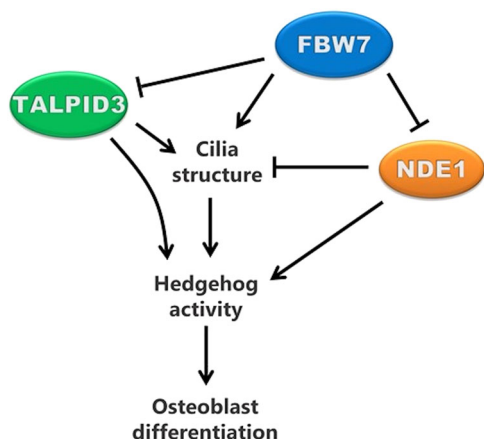 FBW7
TALPID3
Cilia
structure
NDE1
Hedgehog
activity
Osteoblast
differentiation